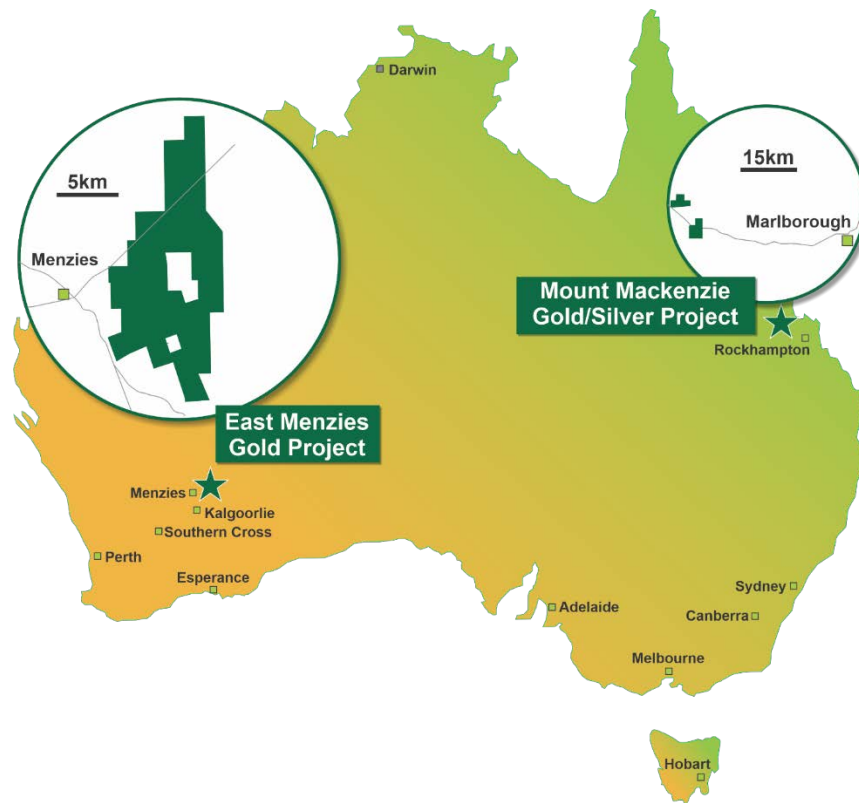 Darwin
5km
Menzies
15km
Marlborough
Mount Mackenzie
Gold/Silver Project
Rockhampton
East Menzies
Gold Project
Menzies
Kalgoorlie
Southern Cross
Perth
Esperance
Sydney
Adelaide
Canberra
Melbourne
Hobart